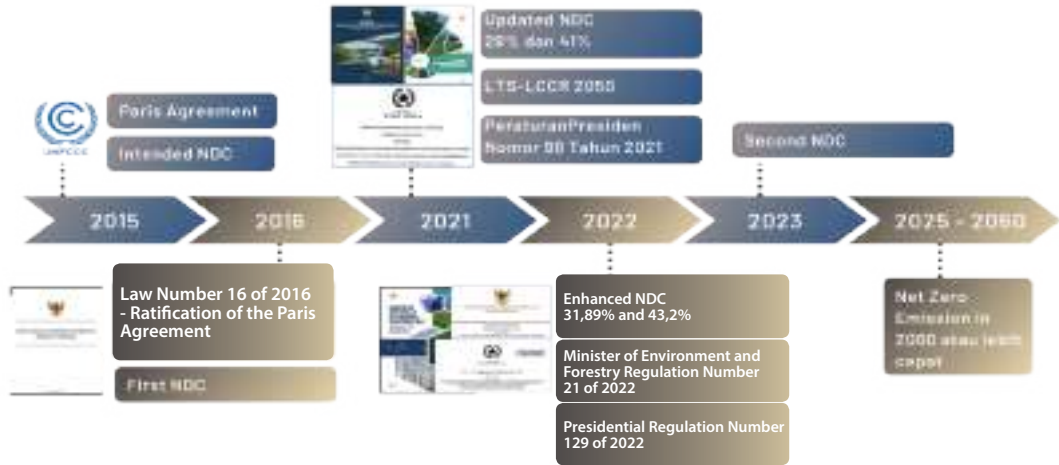 Updated NDC
29% dan 41%
LTS-LCCR 2050
PeraturanPresiden
Nomor 98 Tahun 2021
Paris Agreement
Intended NDC
UNFCCC
Second NDC
2015
2016
2021
2022
2023
2025 - 2060
Law Number 16 of 2016
- Ratification of the Paris
Agreement
First NDC
Enhanced NDC
31,89% and 43,2%
Minister of Environment and
Forestry Regulation Number
21 of 2022
Presidential Regulation Number
129 of 2022
Net Zero
Emission in
atau lebih
cepat